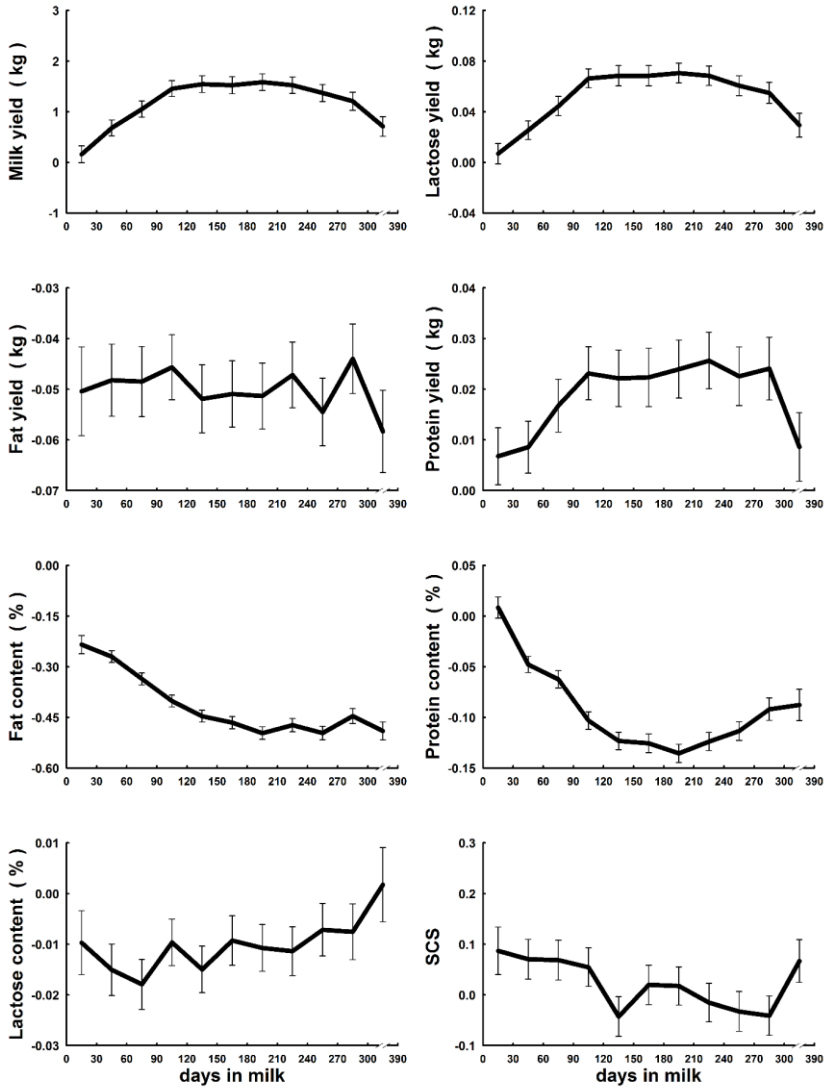 Milk yield ( kg )
3
2
1
0
-1
0 30 60 90 120 150 180 210 240 270 300 390
Lactose yield ( kg )
0.12
0.08
0.04
0.00
-0.04
0 30 60 90 120 150 180 210 240 270 300 390
Fat yield ( kg )
-0.03
-0.04
-0.05
-0.06
-0.07
0 30 60 90 120 150 180 210 240 270 300 390
Protein yield ( kg )
0.04
0.03
0.02
0.01
0.00
0 30 60 90 120 150 180 210 240 270 300 390
Fat content ( % )
0.00
-0.15
-0.30
-0.45
-0.60
0 30 60 90 120 150 180 210 240 270 300 390
Protein content ( % )
0.05
0.00
-0.05
-0.10
-0.15
0 30 60 90 120 150 180 210 240 270 300 390
Lactose content ( % )
0.01
0.00
-0.01
-0.02
-0.03
0 30 60 90 120 150 180 210 240 270 300 390
days in milk
SCS
0.3
0.2
0.1
0.0
-0.1
0 30 60 90 120 150 180 210 240 270 300 390
days in milk